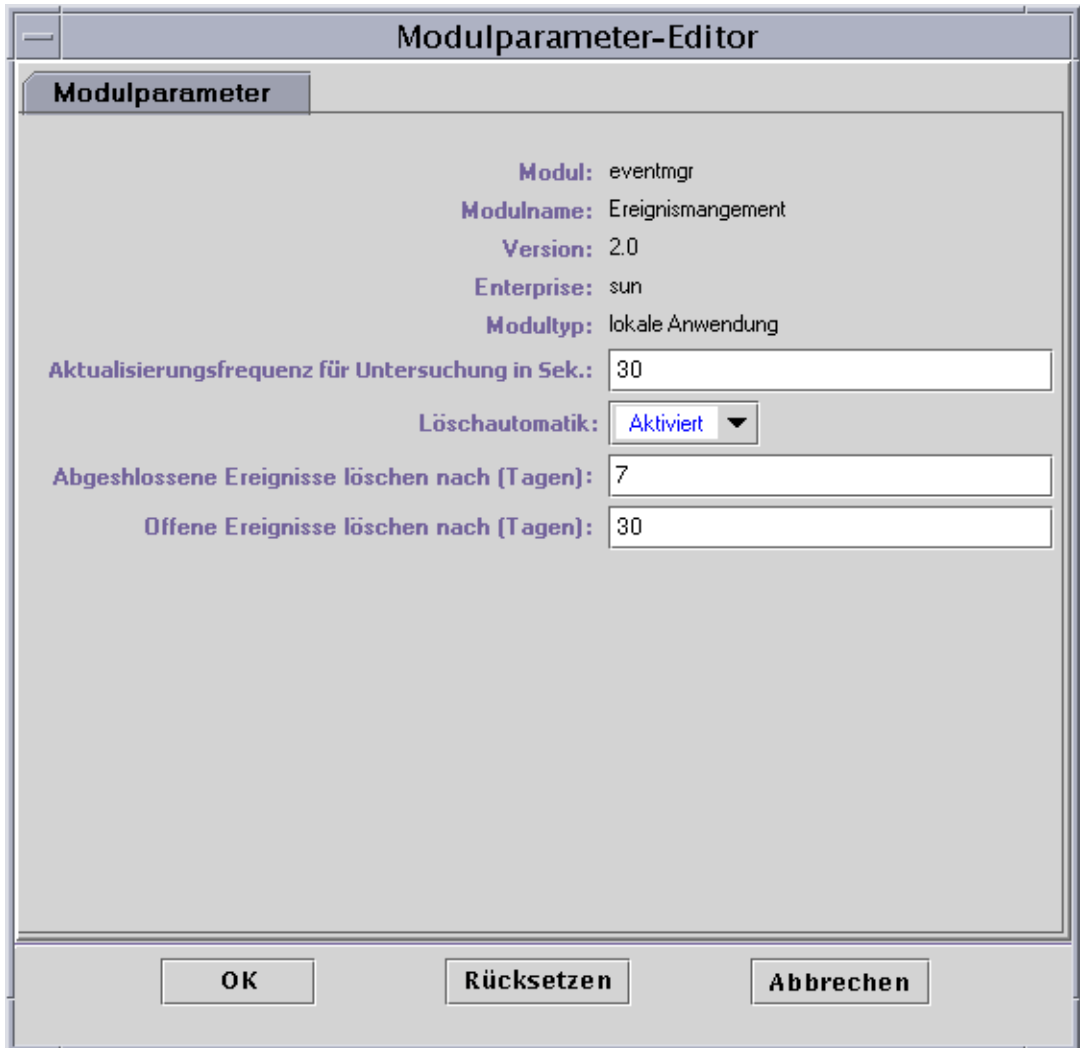 Modulparameter-Editor
Modulparameter
Modul: eventmgr
Modulname: Ereignismangement
Version: 2.0
Enterprise: sun
Modultyp: lokale Anwendung
Aktualisierungsfrequenz für Untersuchung in Sek.: 30
Löschautomatik: Aktiviert
Abgeshlossene Ereignisse löschen nach (Tagen): 7
Offene Ereignisse löschen nach (Tagen): 30
OK Rücksetzen Abbrechen